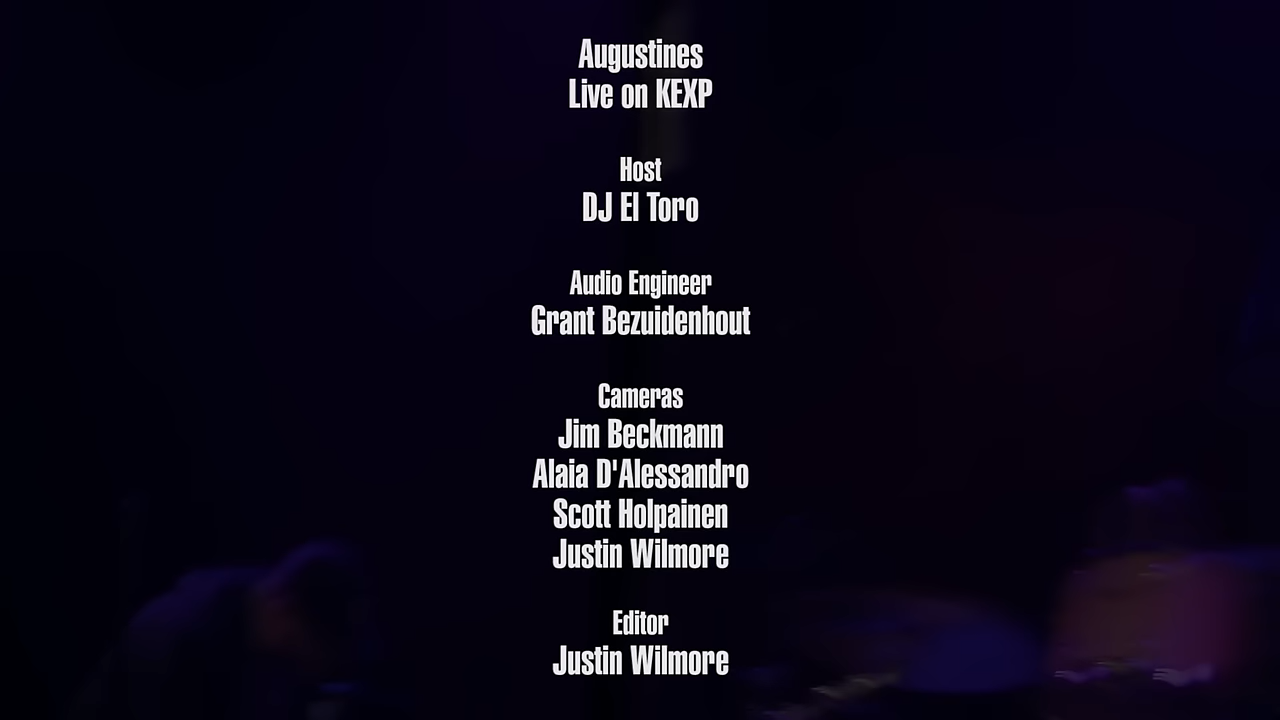 Augustines
Live on KEXP
Host
DJ El Toro
Audio Engineer
Grant Bezuidenhout
Cameras
Jim Beckmann
Alaia D'Alessandro
Scott Holpainen
Justin Wilmore
Editor
Justin Wilmore